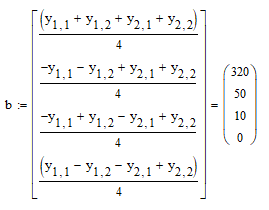 (y1,1 + y1,2 + y2,1 + y2,2)
4
-y1,1 - y1,2 + y2,1 + y2,2
4
b := = 320 50 10 0
-y1,1 + y1,2 - y2,1 + y2,2
4
(y1,1 - y1,2 - y2,1 + y2,2)
4